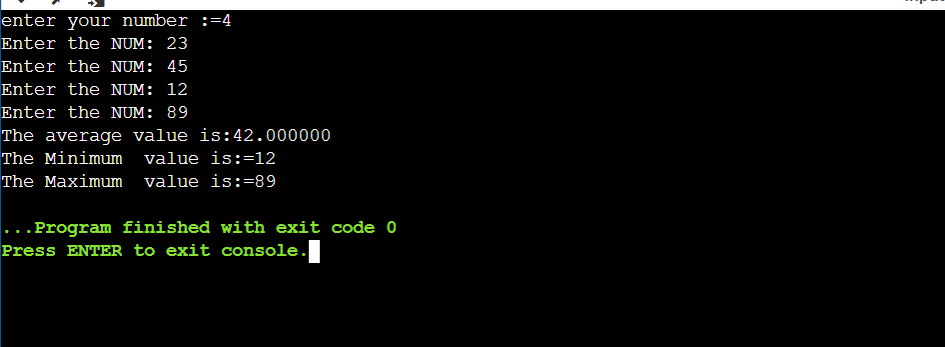 enter your number :=4
Enter the NUM: 23
Enter the NUM: 45
Enter the NUM: 12
Enter the NUM: 89
The average value is:42.000000
The Minimum  value is:=12
The Maximum  value is:=89
...Program finished with exit code 0
Press ENTER to exit console.